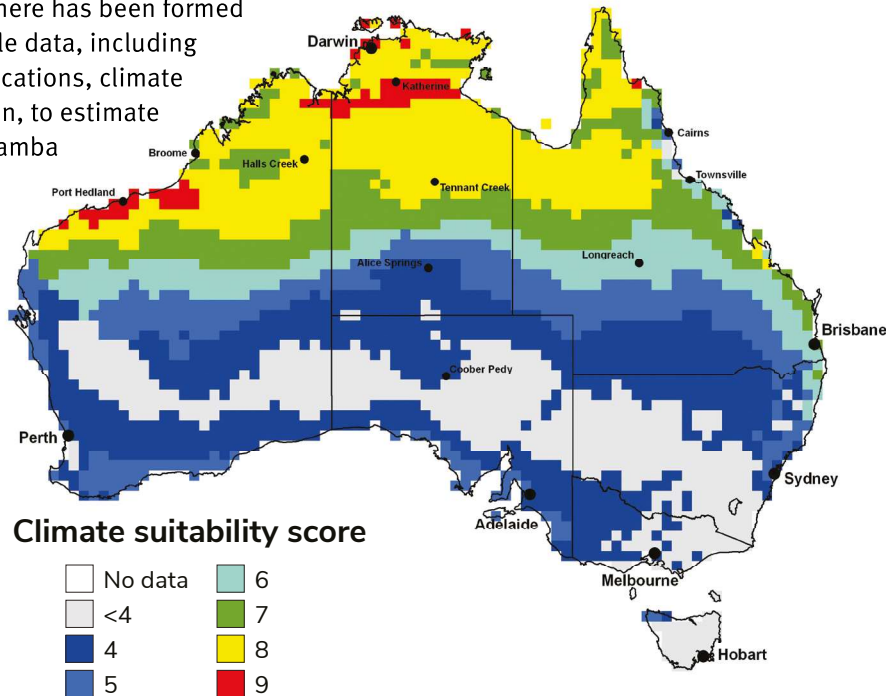 here has been formed
le data, including
cations, climate
n, to estimate
amba
Darwin
Katherine
Cairns
Broome
Halls Creek
Townsville
Port Hedland
Tennant Creek
Longreach
Alice Springs
Brisbane
Coober Pedy
Perth
Sydney
Adelaide
Melbourne
Hobart
Climate suitability score
No data
<4
4
5
6
7
8
9